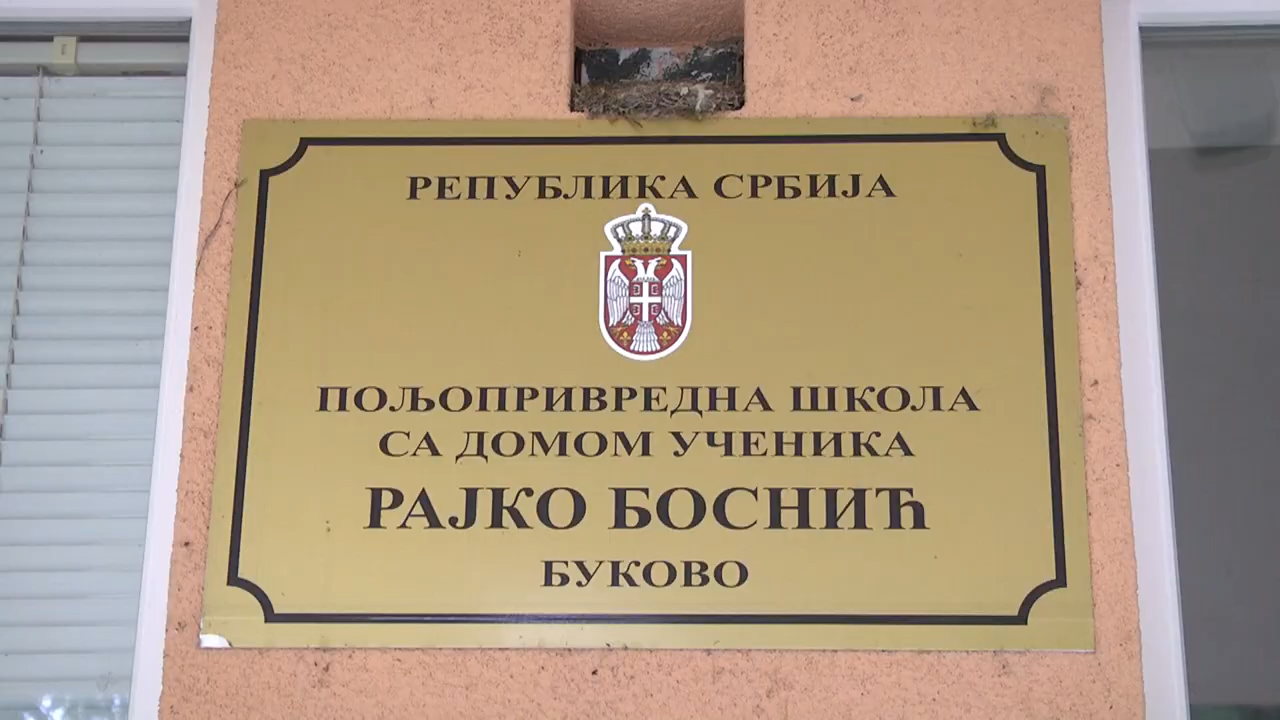 РЕПУБЛИКА СРБИЈА
ПОЉОПРИВРЕДНА ШКОЛА
СА ДОМОМ УЧЕНИКА
РАЈКО БОСНИЋ
БУКОВО